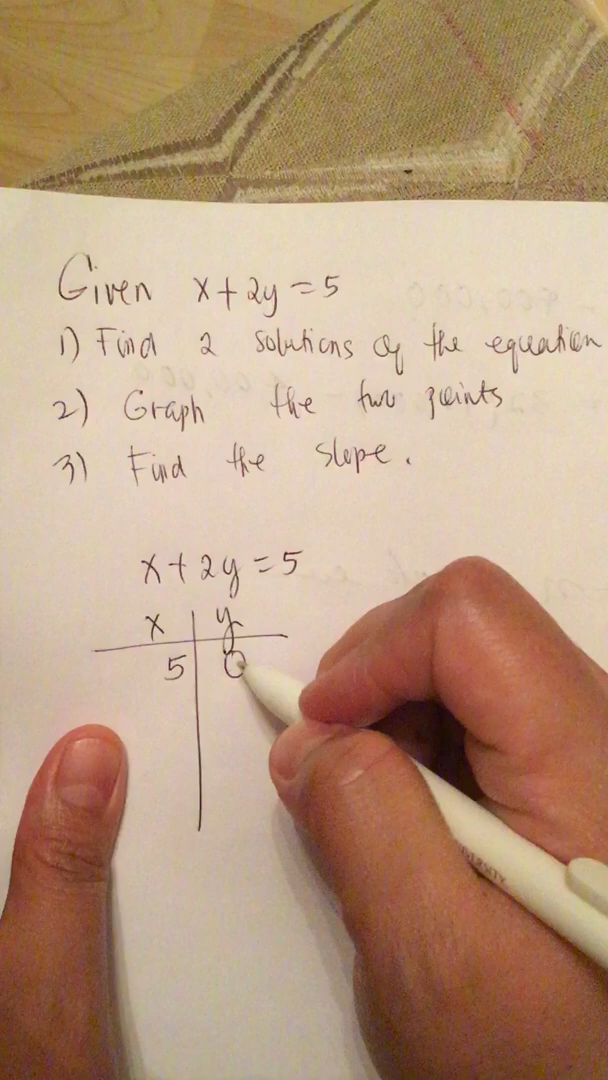 Given x+2y=5
1) Find 2 solutions of the equation
2) Graph the two points
3) Find the slope.
x+2y=5
x y
5 0